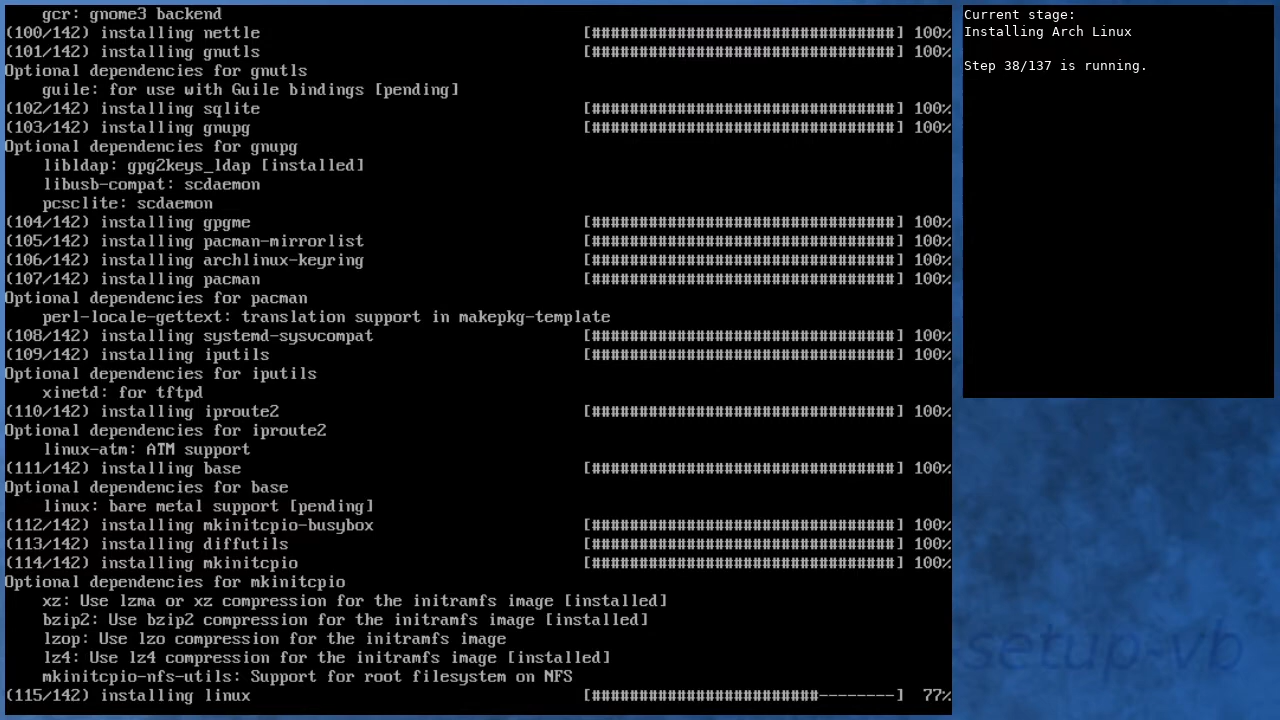 gcr: gnome3 backend
(100/142) installing nettle [################################] 100%
(101/142) installing gnutls [################################] 100%
Optional dependencies for gnutls
guile: for use with Guile bindings [pending]
(102/142) installing sqlite [################################] 100%
(103/142) installing gnupg [################################] 100%
Optional dependencies for gnupg
libldap: gpg2keys_ldap [installed]
libusb-compat: scdaemon
pcsclite: scdaemon
(104/142) installing gpgme [################################] 100%
(105/142) installing pacman-mirrorlist [################################] 100%
(106/142) installing archlinux-keyring [################################] 100%
(107/142) installing pacman [################################] 100%
Optional dependencies for pacman
perl-locale-gettext: translation support in makepkg-template
(108/142) installing systemd-sysvcompat [################################] 100%
(109/142) installing iputils [################################] 100%
Optional dependencies for iputils
xinetd: for tftpd
(110/142) installing iproute2 [################################] 100%
Optional dependencies for iproute2
linux-atm: ATM support
(111/142) installing base [################################] 100%
Optional dependencies for base
linux: bare metal support [pending]
(112/142) installing mkinitcpio-busybox [################################] 100%
(113/142) installing diffutils [################################] 100%
(114/142) installing mkinitcpio [################################] 100%
Optional dependencies for mkinitcpio
xz: Use lzma or xz compression for the initramfs image [installed]
bzip2: Use bzip2 compression for the initramfs image [installed]
lzop: Use lzo compression for the initramfs image
lz4: Use lz4 compression for the initramfs image [installed]
mkinitcpio-nfs-utils: Support for root filesystem on NFS
(115/142) installing linux [########################--------] 77%
Current stage:
Installing Arch Linux
Step 38/137 is running.
setup-vb